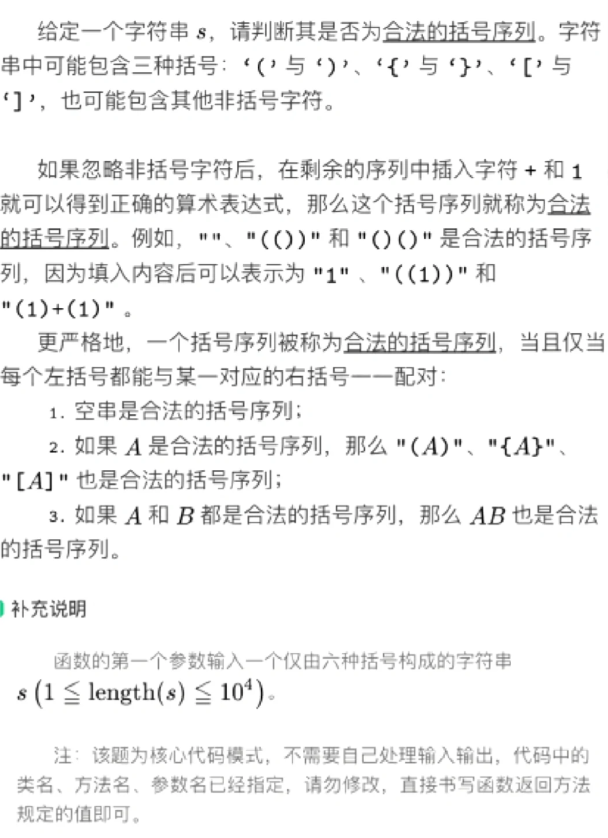 给定一个字符串 s，请判断其是否为合法的括号序列。字符
串中可能包含三种括号：‘(’ 与 ‘)’、‘{’ 与 ‘}’、‘[’ 与
‘]’，也可能包含其他非括号字符。
如果忽略非括号字符后，在剩余的序列中插入字符 + 和 1
就可以得到正确的算术表达式，那么这个括号序列就称为合法
的括号序列。例如，""、"(())" 和 "()()" 是合法的括号序
列，因为填入内容后可以表示为 "1" 、"((1))" 和
"(1)+(1)" 。
更严格地，一个括号序列被称为合法的括号序列，当且仅当
每个左括号都能与某一对应的右括号一一配对：
1. 空串是合法的括号序列；
2. 如果 A 是合法的括号序列，那么 "(A)"、"{A}"、
"[A]" 也是合法的括号序列；
3. 如果 A 和 B 都是合法的括号序列，那么 AB 也是合法
的括号序列。
补充说明
函数的第一个参数输入一个仅由六种括号构成的字符串
s (1 ≦ length(s) ≦ 10⁴)。
注：该题为核心代码模式，不需要自己处理输入输出，代码中的
类名、方法名、参数名已经指定，请勿修改，直接书写函数返回方法
规定的值即可。